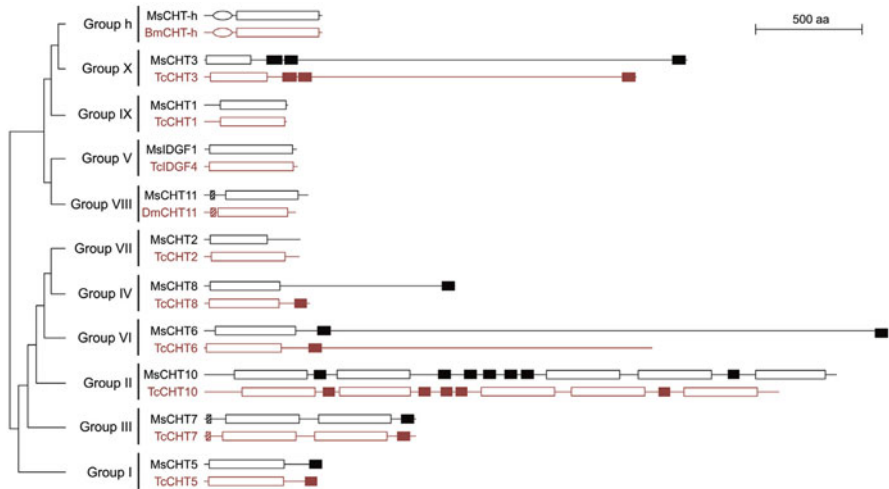 Group h
MsCHT-h
BmCHT-h
500 aa
Group X
MsCHT3
TcCHT3
Group IX
MsCHT1
TcCHT1
Group V
MsIDGF1
TcIDGF4
Group VIII
MsCHT11
DmCHT11
Group VII
MsCHT2
TcCHT2
Group IV
MsCHT8
TcCHT8
Group VI
MsCHT6
TcCHT6
Group II
MsCHT10
TcCHT10
Group III
MsCHT7
TcCHT7
Group I
MsCHT5
TcCHT5